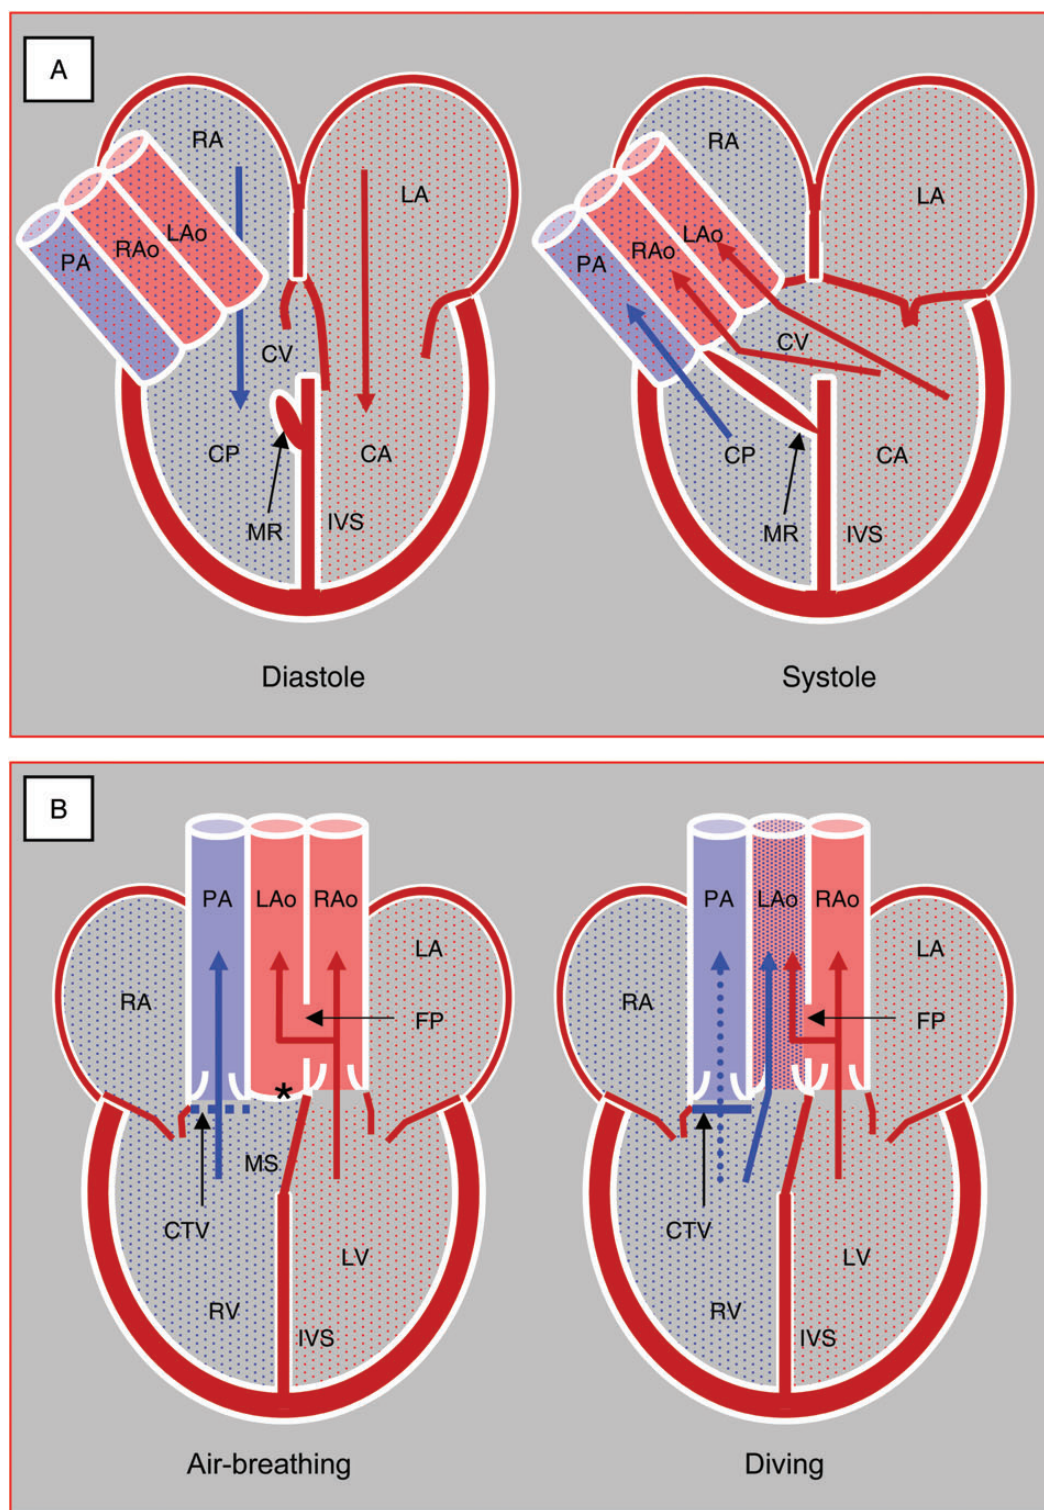 A
RA
LA
LAo
RAo
PA
CV
CP
CA
MR
IVS
Diastole
RA
LA
LAo
RAo
PA
CV
CP
CA
MR
IVS
Systole
B
PA LAo RAo
LA
RA
FP
*
MS
CTV
LV
RV
IVS
Air-breathing
PA LAo RAo
LA
RA
FP
CTV
LV
RV
IVS
Diving